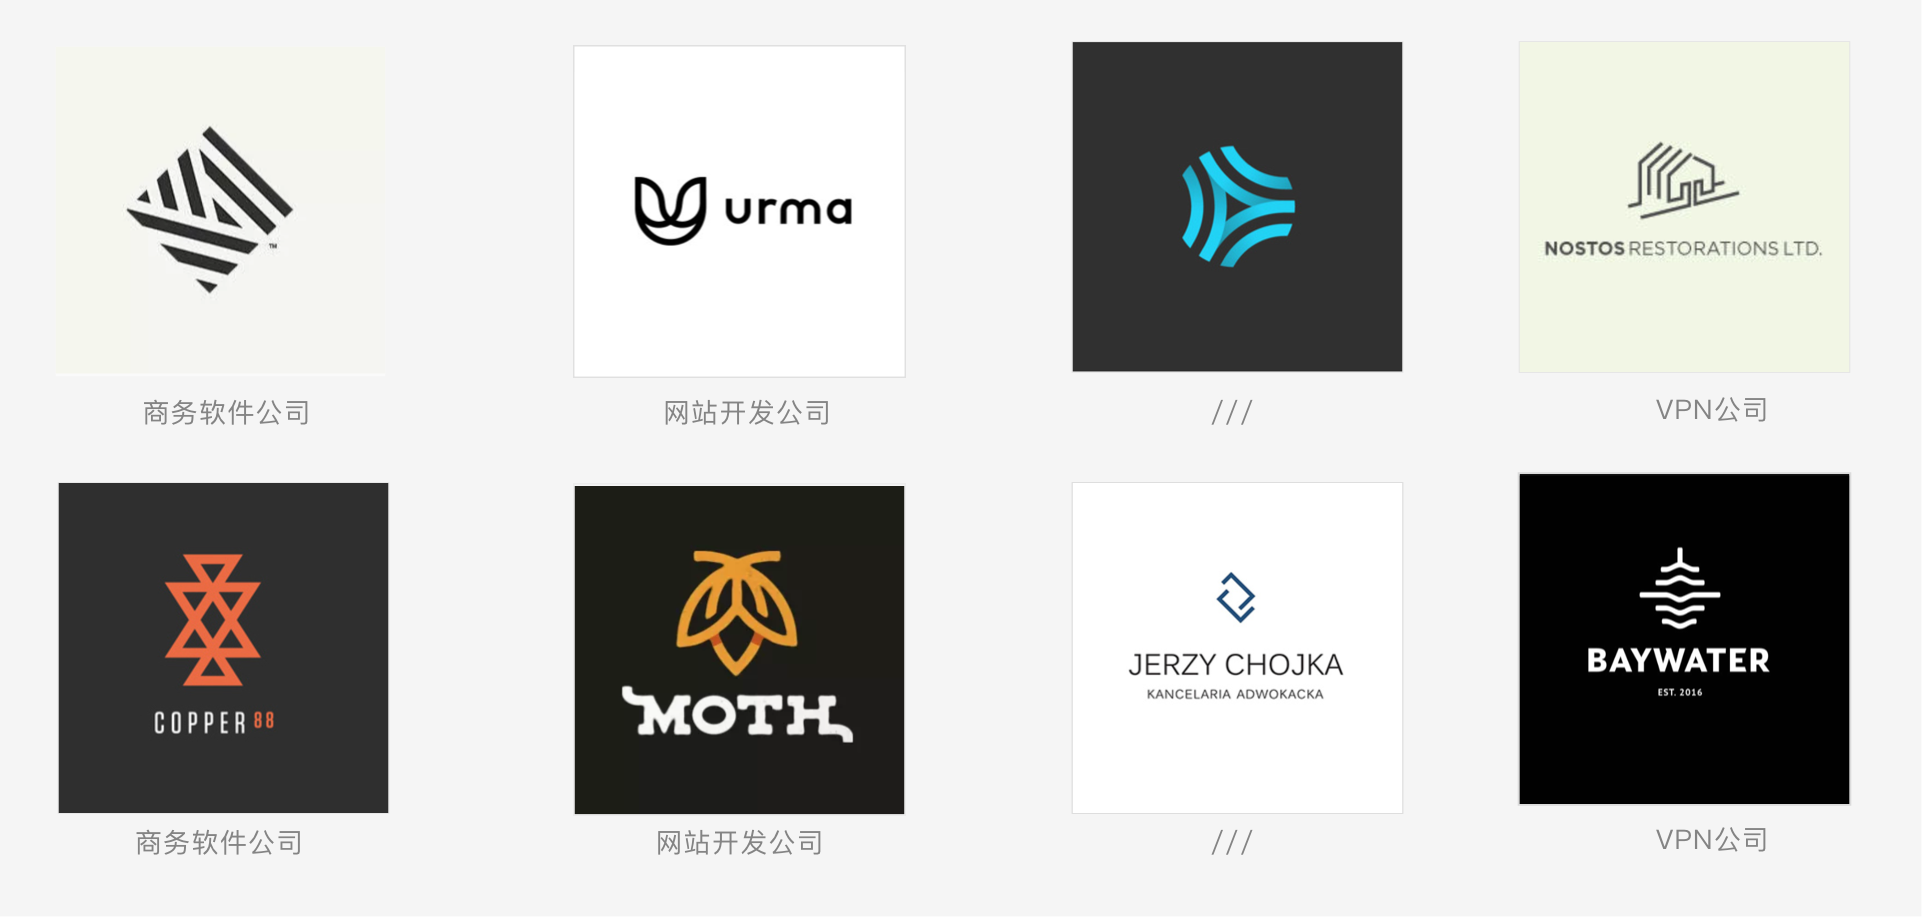 TM
urma
NOSTOS RESTORATIONS LTD.
商务软件公司
网站开发公司
///
VPN公司
COPPER 88
MOTH
JERZY CHOJKA
KANCELARIA ADWOKACKA
BAYWATER
EST. 2016
商务软件公司
网站开发公司
///
VPN公司